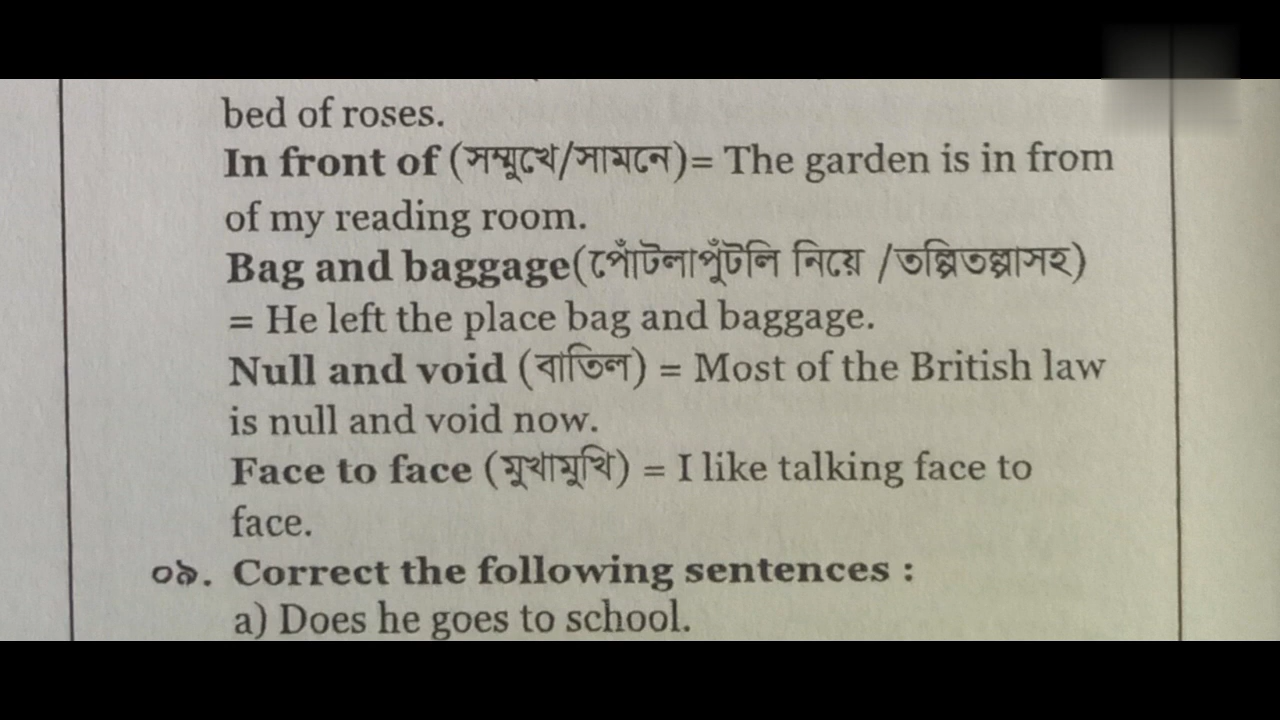 bed of roses.
In front of (সম্মুখে/সামনে)= The garden is in from
of my reading room.
Bag and baggage(পোঁটলাপুঁটলি নিয়ে /তল্পিতল্পাসহ)
= He left the place bag and baggage.
Null and void (বাতিল) = Most of the British law
is null and void now.
Face to face (মুখামুখি) = I like talking face to
face.
০৯. Correct the following sentences :
a) Does he goes to school.